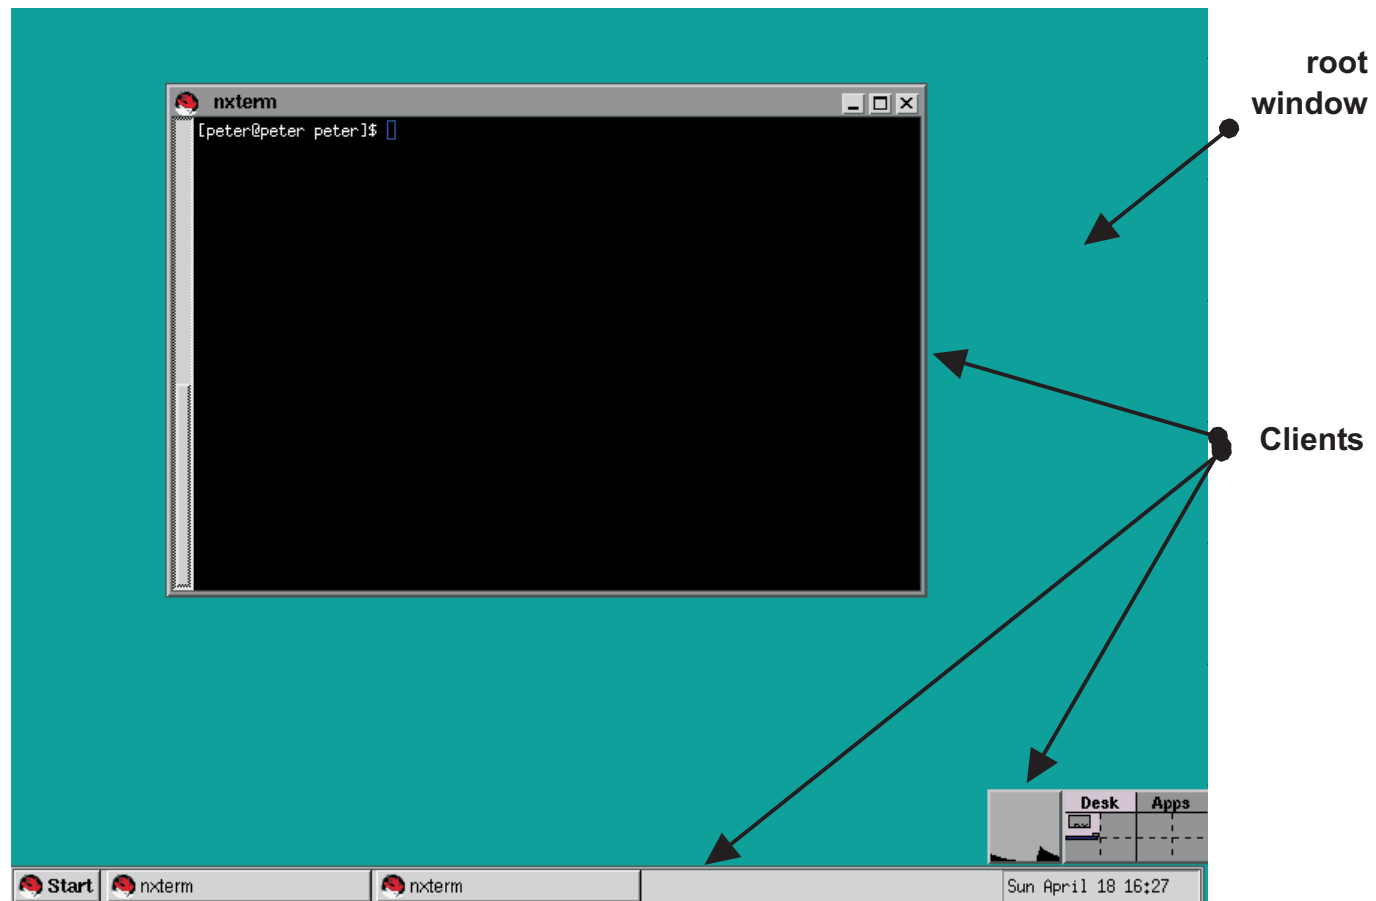 root
window
nxterm
[peter@peter peter]$
Clients
Desk
Apps
Start
nxterm
nxterm
Sun April 18 16:27